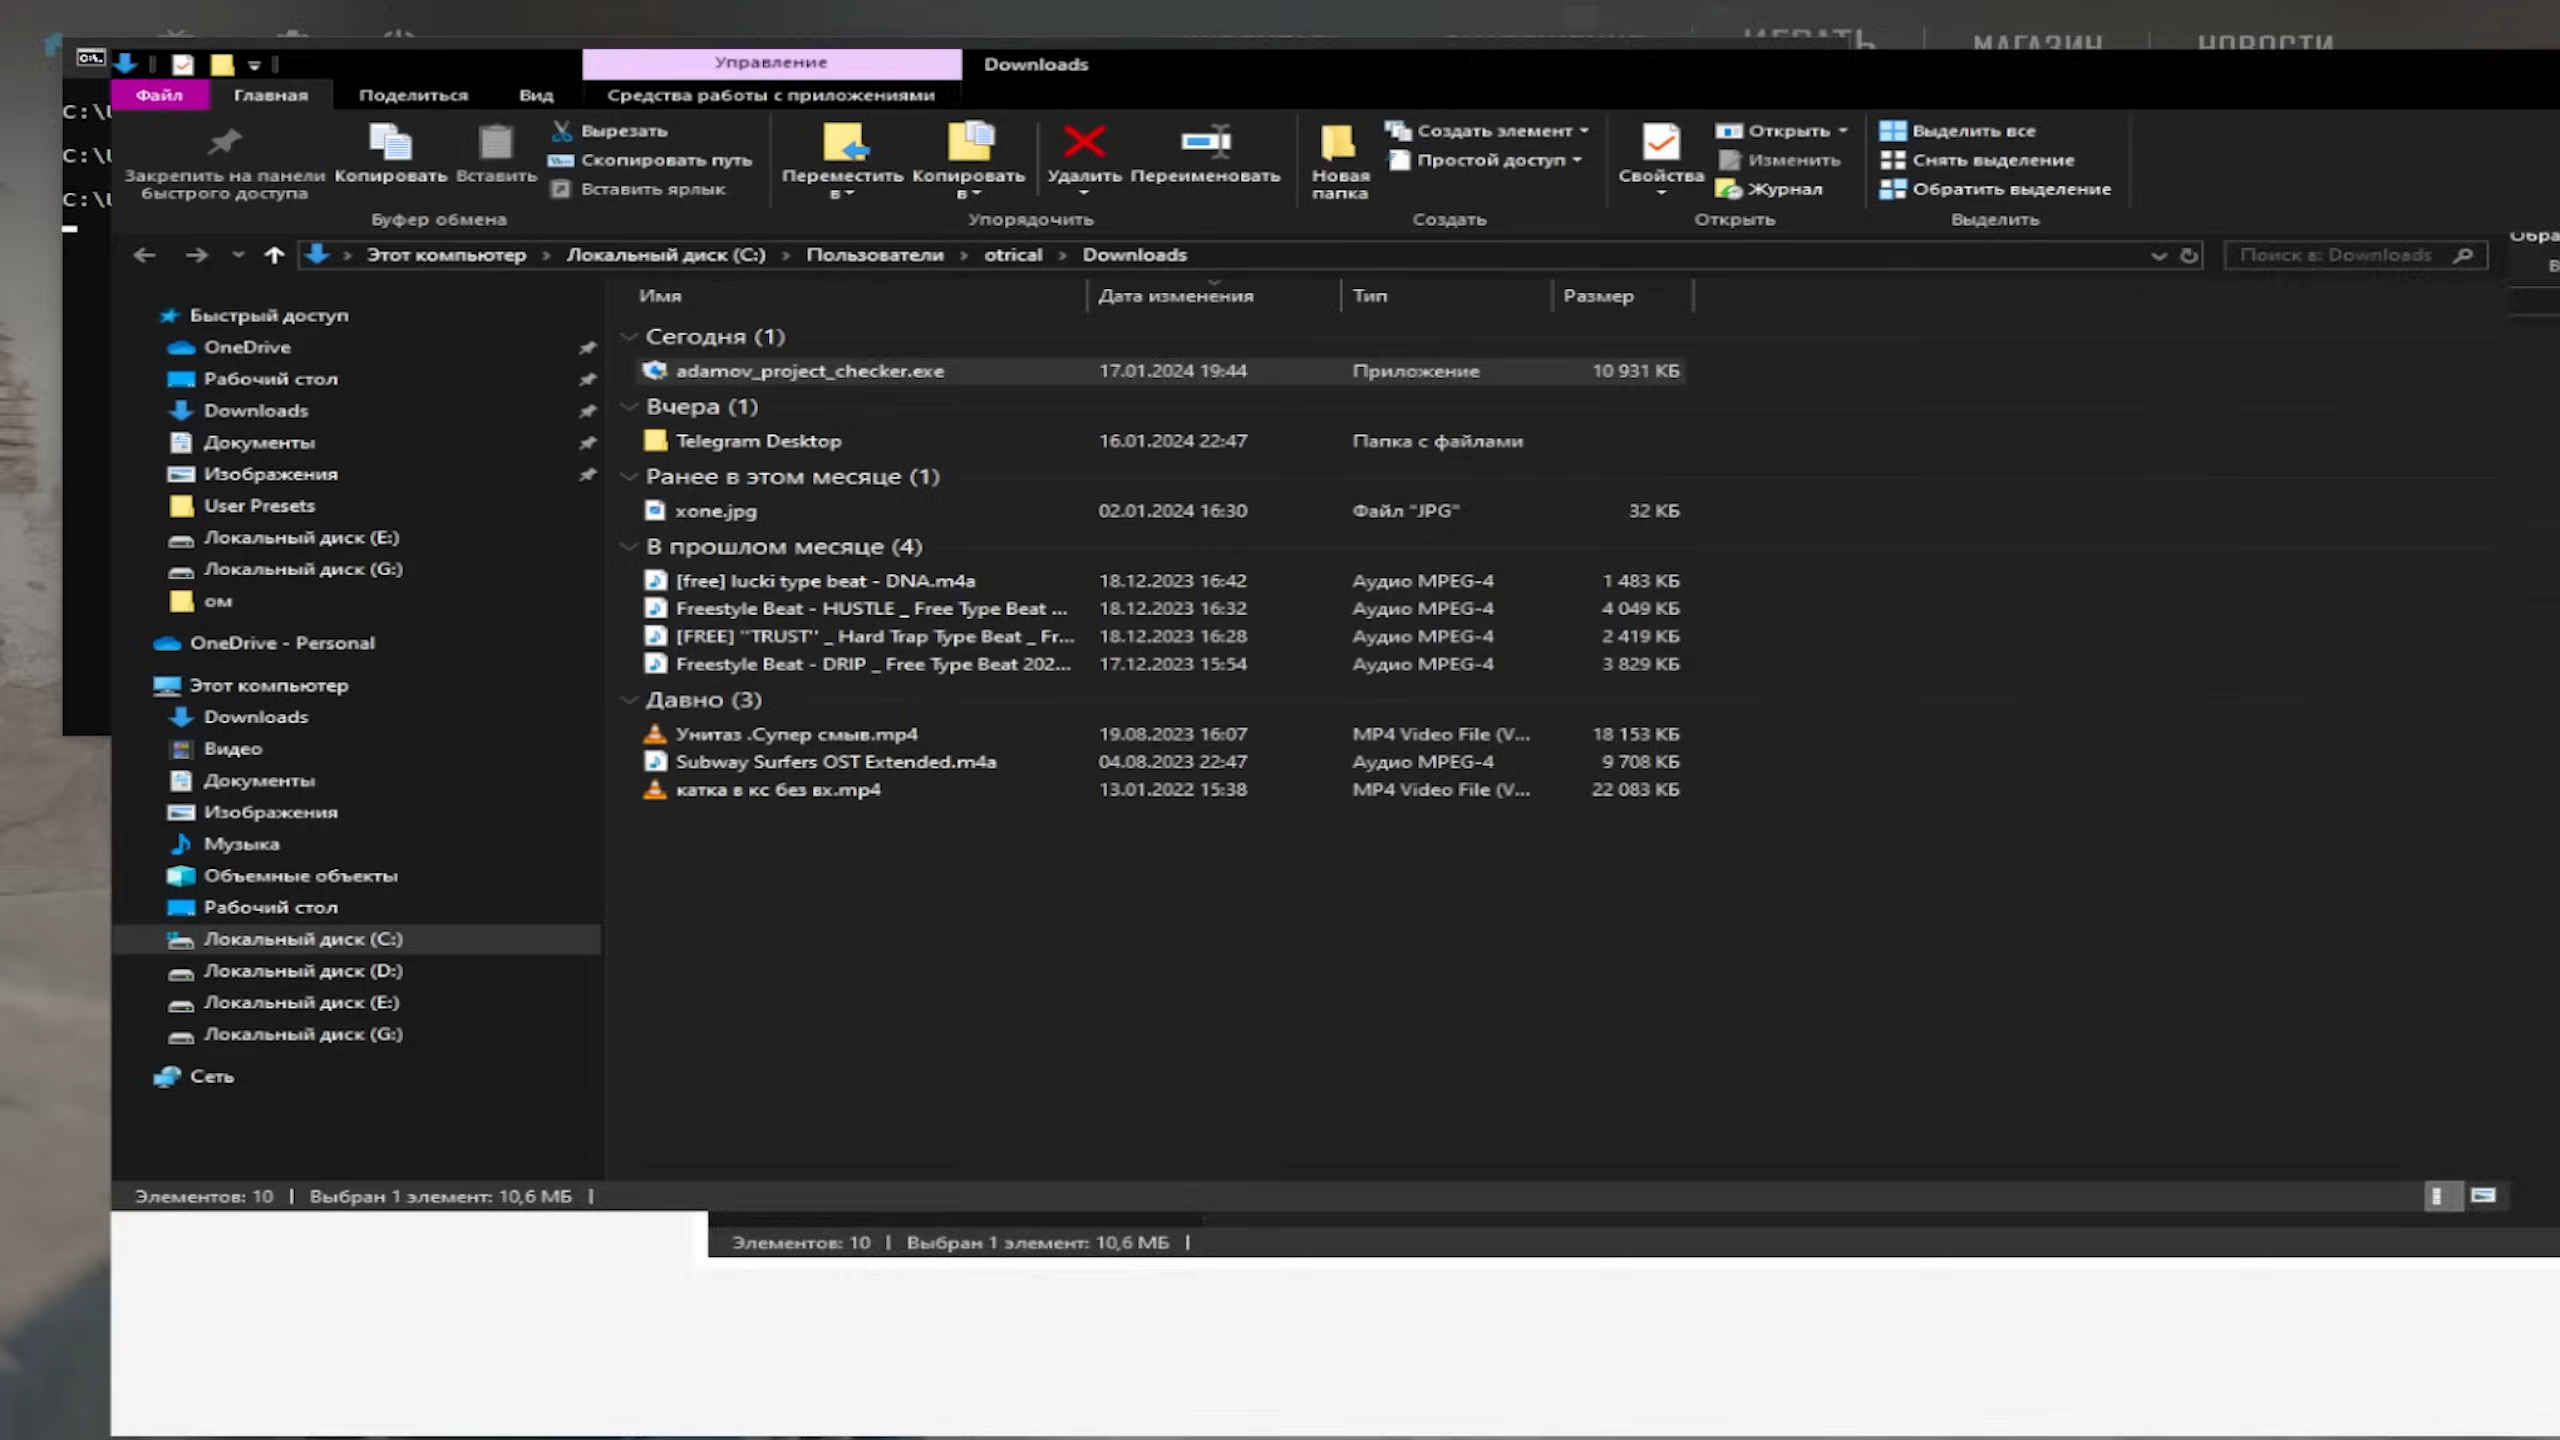 МАГАЗИН
НОВОСТИ
Управление
Downloads
Файл
Главная
Поделиться
Вид
Средства работы с приложениями
C:\U
C:\U
C:\U
Закрепить на панели быстрого доступа
Копировать
Вставить
Вырезать
Скопировать путь
Вставить ярлык
Буфер обмена
Переместить в
Копировать в
Удалить
Переименовать
Упорядочить
Новая папка
Создать элемент
Простой доступ
Создать
Свойства
Открыть
Изменить
Журнал
Открыть
Выделить все
Снять выделение
Обратить выделение
Выделить
Этот компьютер > Локальный диск (C:) > Пользователи > otrical > Downloads
Поиск в: Downloads
Имя Дата изменения Тип Размер
Быстрый доступ
OneDrive
Рабочий стол
Downloads
Документы
Изображения
User Presets
Локальный диск (E:)
Локальный диск (G:)
ом
OneDrive - Personal
Этот компьютер
Downloads
Видео
Документы
Изображения
Музыка
Объемные объекты
Рабочий стол
Локальный диск (C:)
Локальный диск (D:)
Локальный диск (E:)
Локальный диск (G:)
Сеть
Сегодня (1)
adamov_project_checker.exe 17.01.2024 19:44 Приложение 10 931 КБ
Вчера (1)
Telegram Desktop 16.01.2024 22:47 Папка с файлами
Ранее в этом месяце (1)
xone.jpg 02.01.2024 16:30 Файл "JPG" 32 КБ
В прошлом месяце (4)
[free] lucki type beat - DNA.m4a 18.12.2023 16:42 Аудио MPEG-4 1 483 КБ
Freestyle Beat - HUSTLE _ Free Type Beat ... 18.12.2023 16:32 Аудио MPEG-4 4 049 КБ
[FREE] "TRUST" _ Hard Trap Type Beat _ Fr... 18.12.2023 16:28 Аудио MPEG-4 2 419 КБ
Freestyle Beat - DRIP _ Free Type Beat 202... 17.12.2023 15:54 Аудио MPEG-4 3 829 КБ
Давно (3)
Унитаз .Супер смыв.mp4 19.08.2023 16:07 MP4 Video File (V... 18 153 КБ
Subway Surfers OST Extended.m4a 04.08.2023 22:47 Аудио MPEG-4 9 708 КБ
катка в кс без вх.mp4 13.01.2022 15:38 MP4 Video File (V... 22 083 КБ
Элементов: 10 | Выбран 1 элемент: 10,6 МБ |
Элементов: 10 | Выбран 1 элемент: 10,6 МБ |